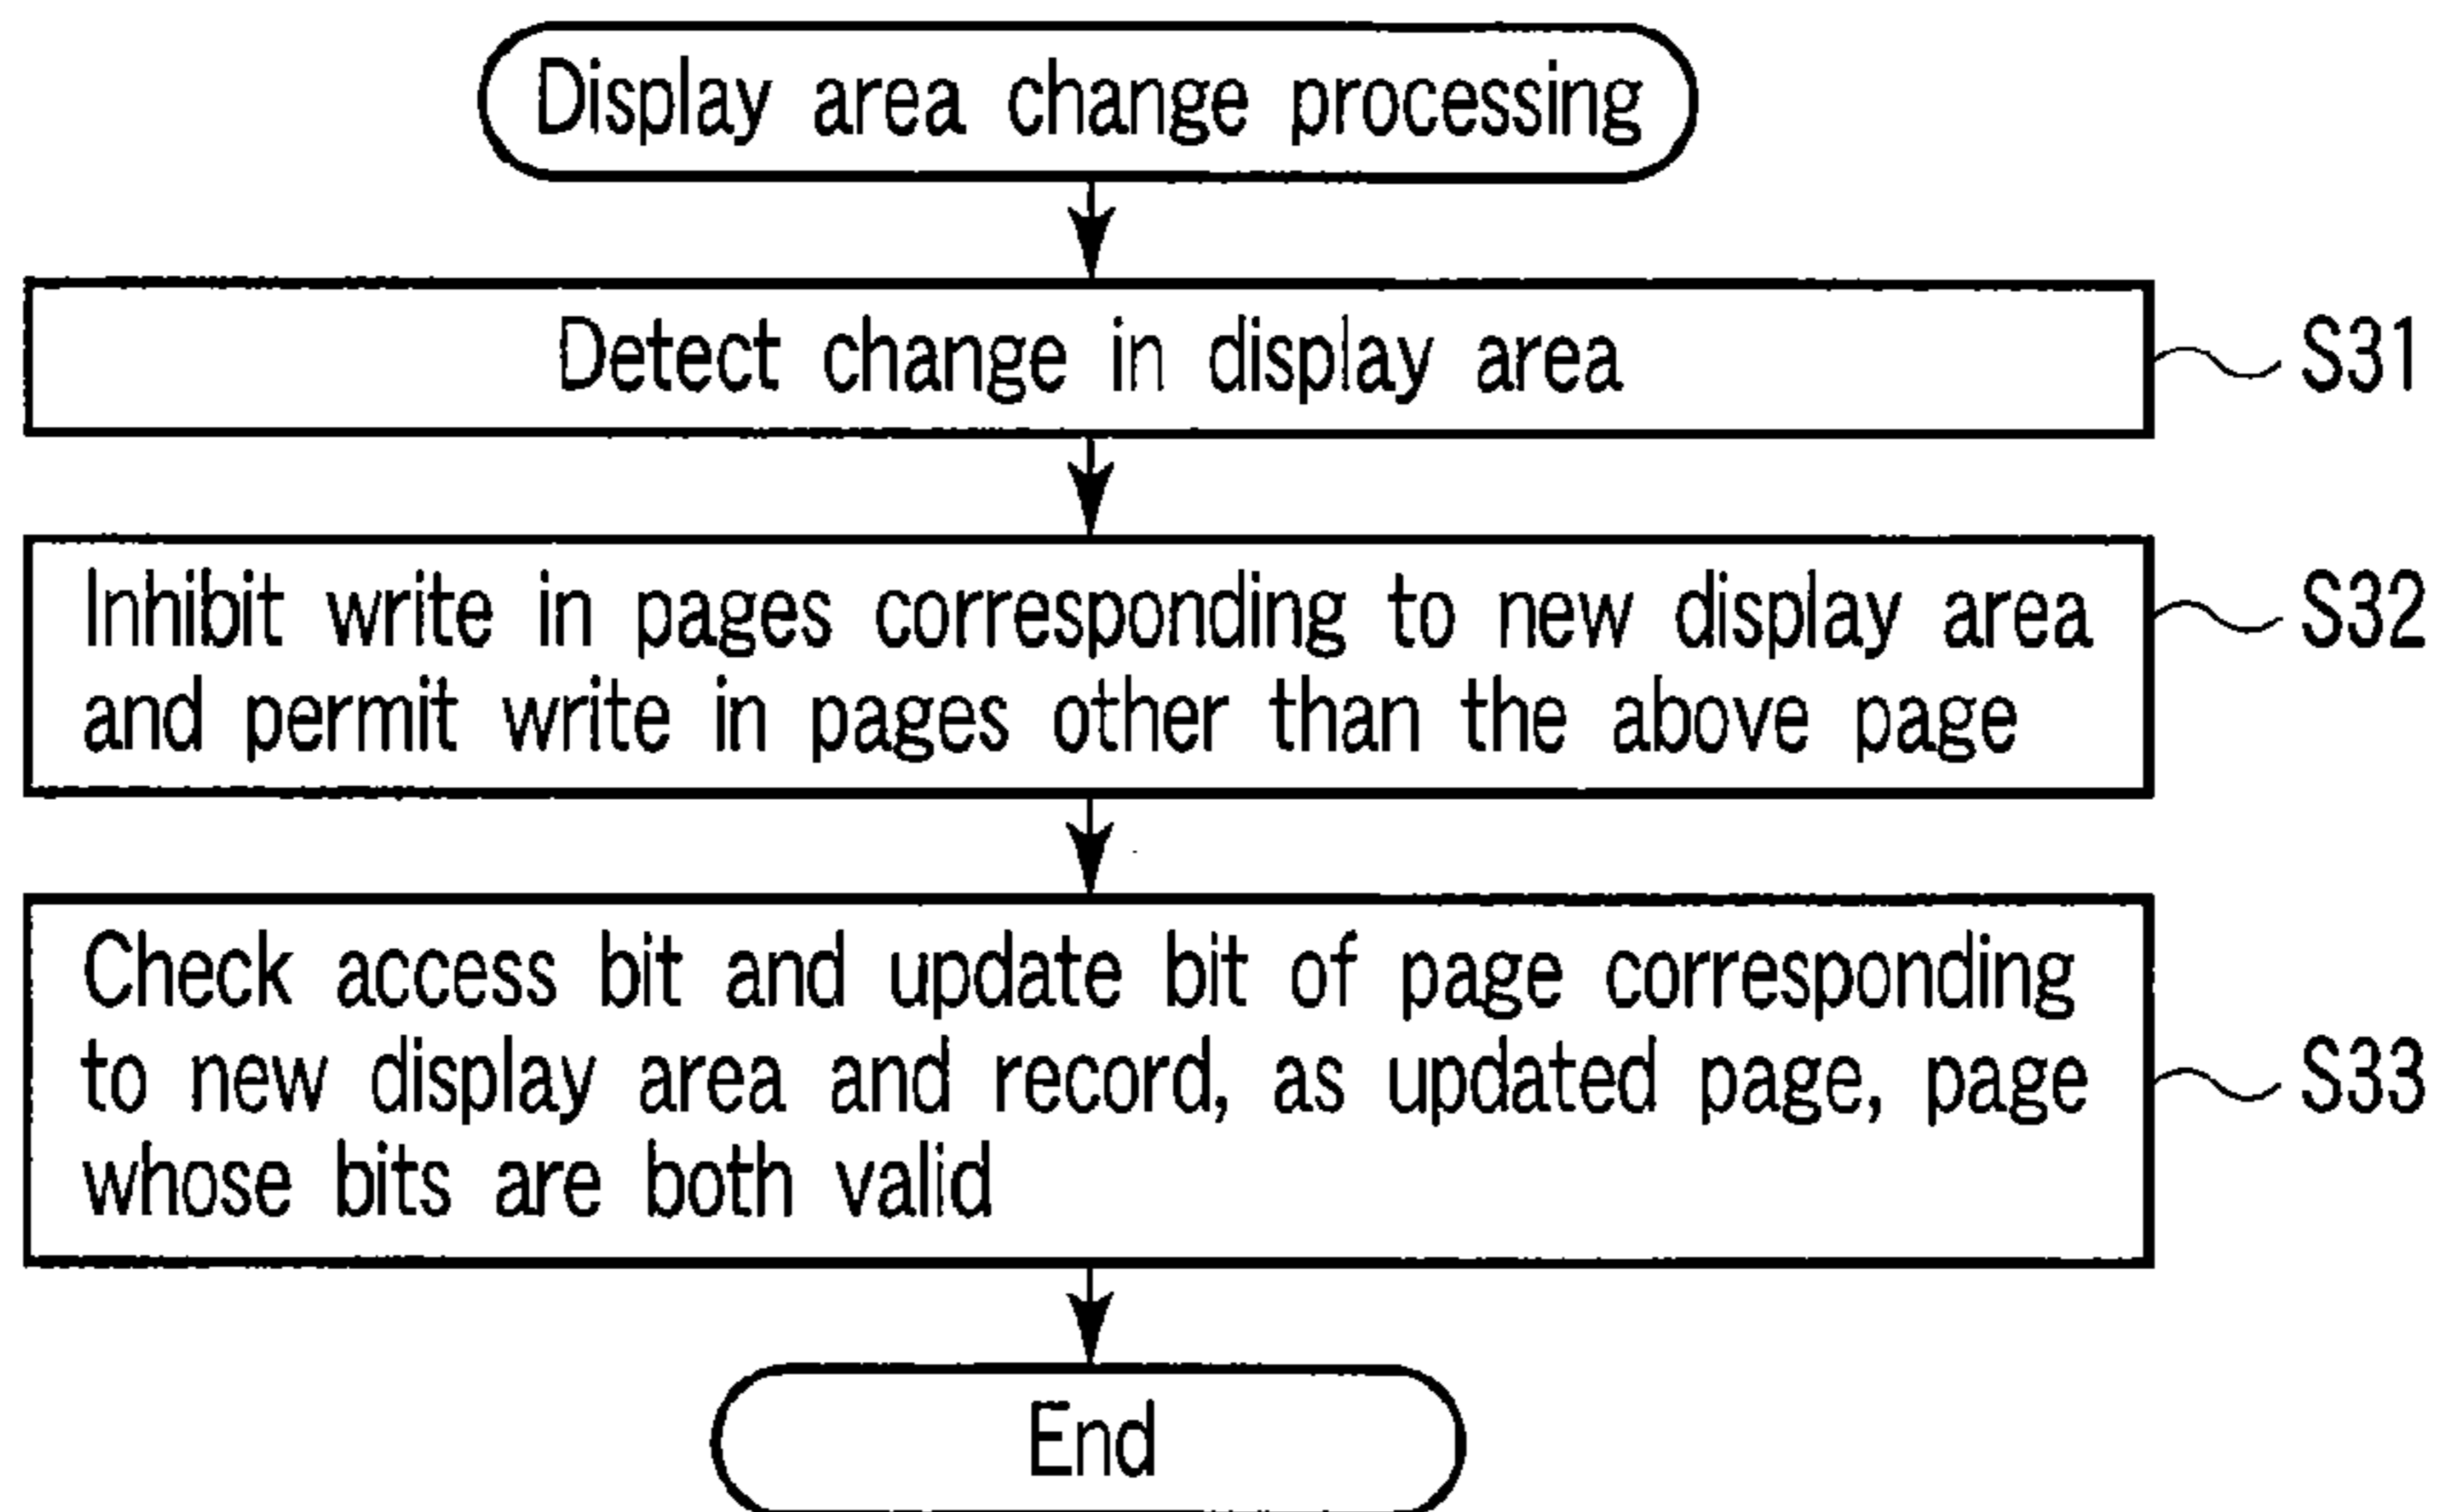 Display area change processing
Detect change in display area
S31
Inhibit write in pages corresponding to new display area
and permit write in pages other than the above page
S32
Check access bit and update bit of page corresponding
to new display area and record, as updated page, page
whose bits are both valid
S33
End